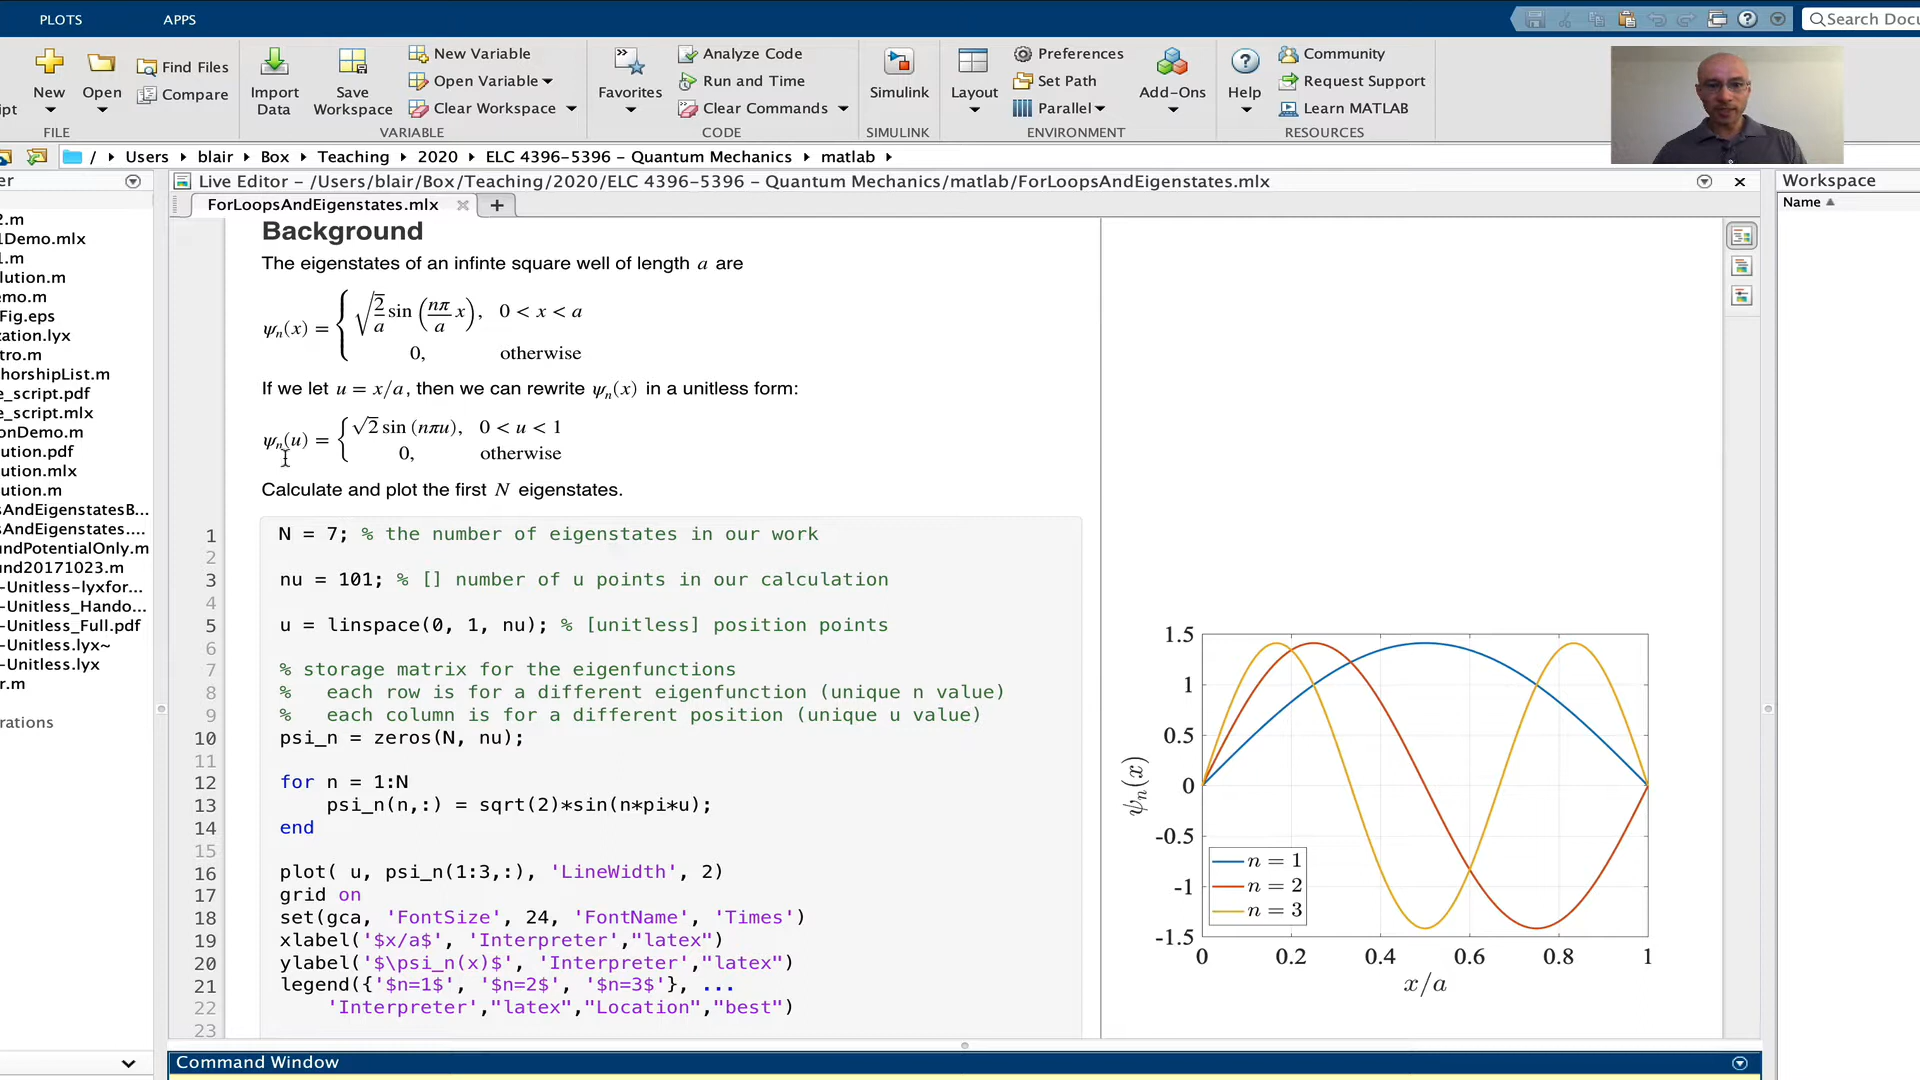 PLOTS APPS
Search Docu
New Open Find Files Compare
FILE
Import Data Save Workspace New Variable Open Variable Clear Workspace
VARIABLE
Favorites Analyze Code Run and Time Clear Commands
CODE
Simulink
SIMULINK
Layout Preferences Set Path Parallel Add-Ons
ENVIRONMENT
Help Community Request Support Learn MATLAB
RESOURCES
/ Users blair Box Teaching 2020 ELC 4396-5396 – Quantum Mechanics matlab
Live Editor – /Users/blair/Box/Teaching/2020/ELC 4396-5396 – Quantum Mechanics/matlab/ForLoopsAndEigenstates.mlx
ForLoopsAndEigenstates.mlx
Workspace
Name
2.m
1Demo.mlx
1.m
lution.m
emo.m
Fig.eps
zation.lyx
tro.m
horshipList.m
e_script.pdf
e_script.mlx
onDemo.m
ution.pdf
ution.mlx
ution.m
sAndEigenstatesB...
sAndEigenstates....
undPotentialOnly.m
und20171023.m
-Unitless-lyxfor...
-Unitless_Hando...
-Unitless_Full.pdf
-Unitless.lyx~
-Unitless.lyx
r.m
rations
Background
The eigenstates of an infinte square well of length a are
ψn(x) = { √(2/a) sin (nπ/a x), 0 < x < a
0, otherwise
If we let u = x/a, then we can rewrite ψn(x) in a unitless form:
ψn(u) = { √2 sin (nπu), 0 < u < 1
0, otherwise
Calculate and plot the first N eigenstates.
1 N = 7; % the number of eigenstates in our work
2
3 nu = 101; % [] number of u points in our calculation
4
5 u = linspace(0, 1, nu); % [unitless] position points
6
7 % storage matrix for the eigenfunctions
8 % each row is for a different eigenfunction (unique n value)
9 % each column is for a different position (unique u value)
10 psi_n = zeros(N, nu);
11
12 for n = 1:N
13 psi_n(n,:) = sqrt(2)*sin(n*pi*u);
14 end
15
16 plot( u, psi_n(1:3,:), 'LineWidth', 2)
17 grid on
18 set(gca, 'FontSize', 24, 'FontName', 'Times')
19 xlabel('$x/a$', 'Interpreter',"latex")
20 ylabel('$\psi_n(x)$', 'Interpreter',"latex")
21 legend({'$n=1$', '$n=2$', '$n=3$'}, ...
22 'Interpreter',"latex","Location","best")
23
1.5
1
0.5
0
-0.5
-1
-1.5
ψn(x)
n = 1
n = 2
n = 3
0 0.2 0.4 0.6 0.8 1
x/a
Command Window